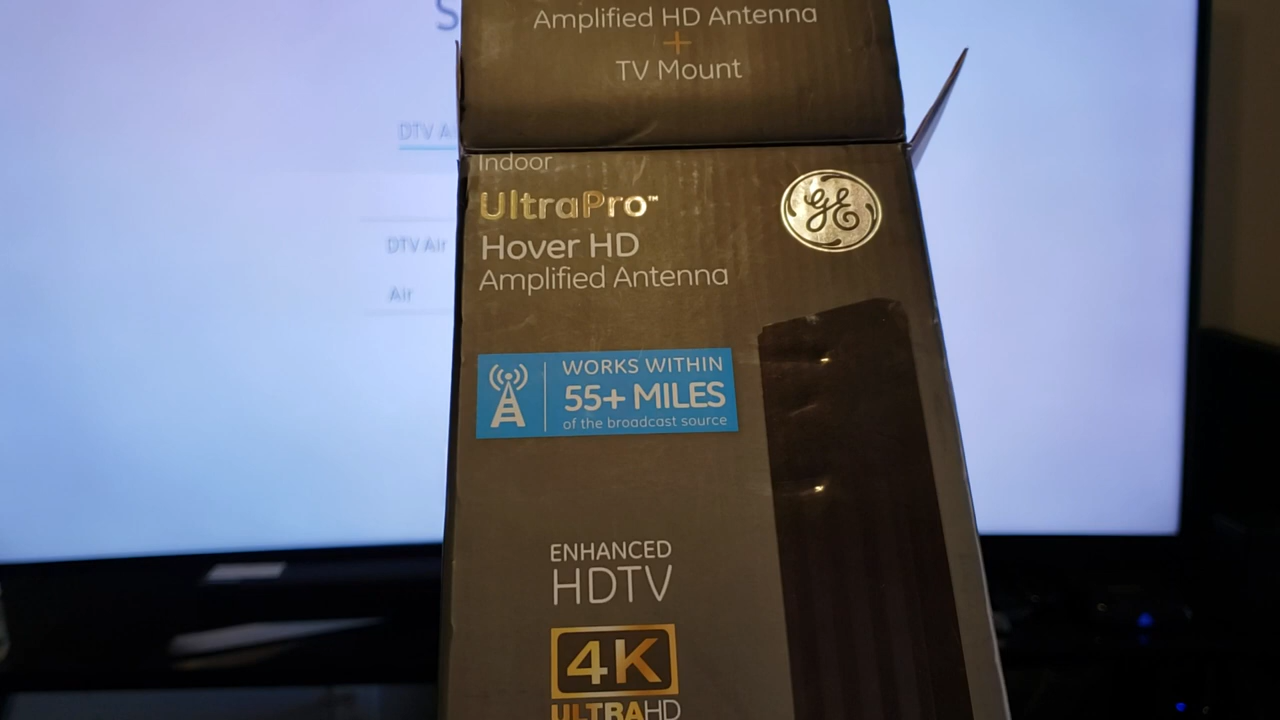 Amplified HD Antenna
+
TV Mount
Indoor
UltraPro™
Hover HD
Amplified Antenna
GE
WORKS WITHIN
55+ MILES
of the broadcast source
ENHANCED
HDTV
4K
ULTRAHD
S
DTV A
DTV Air
Air